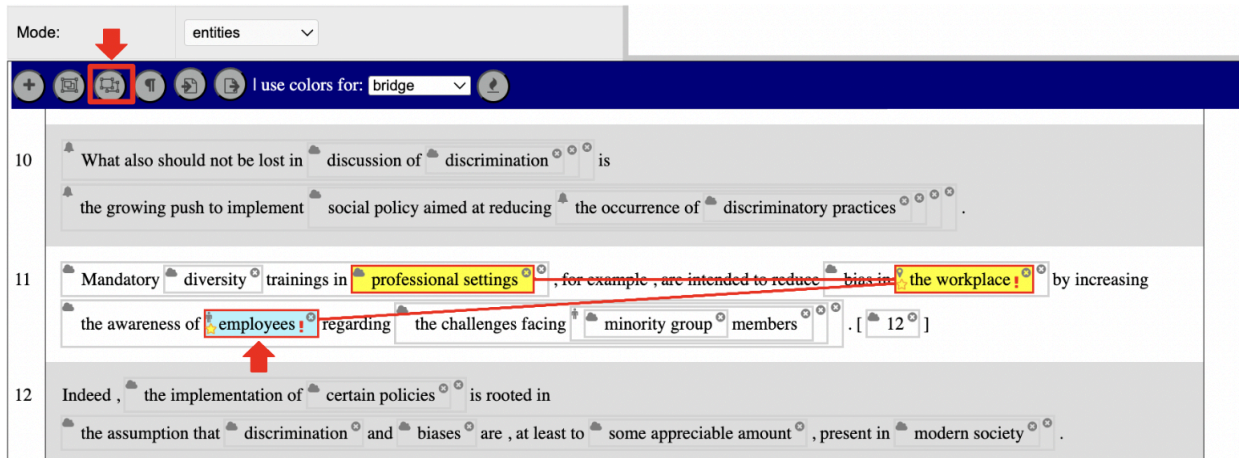 Mode: entities
+ ¶ | use colors for: bridge
10 What also should not be lost in discussion of discrimination is
the growing push to implement social policy aimed at reducing the occurrence of discriminatory practices .
11 Mandatory diversity trainings in professional settings , for example , are intended to reduce bias in the workplace ! by increasing
the awareness of employees ! regarding the challenges facing minority group members . [ 12 ]
12 Indeed , the implementation of certain policies is rooted in
the assumption that discrimination and biases are , at least to some appreciable amount , present in modern society .